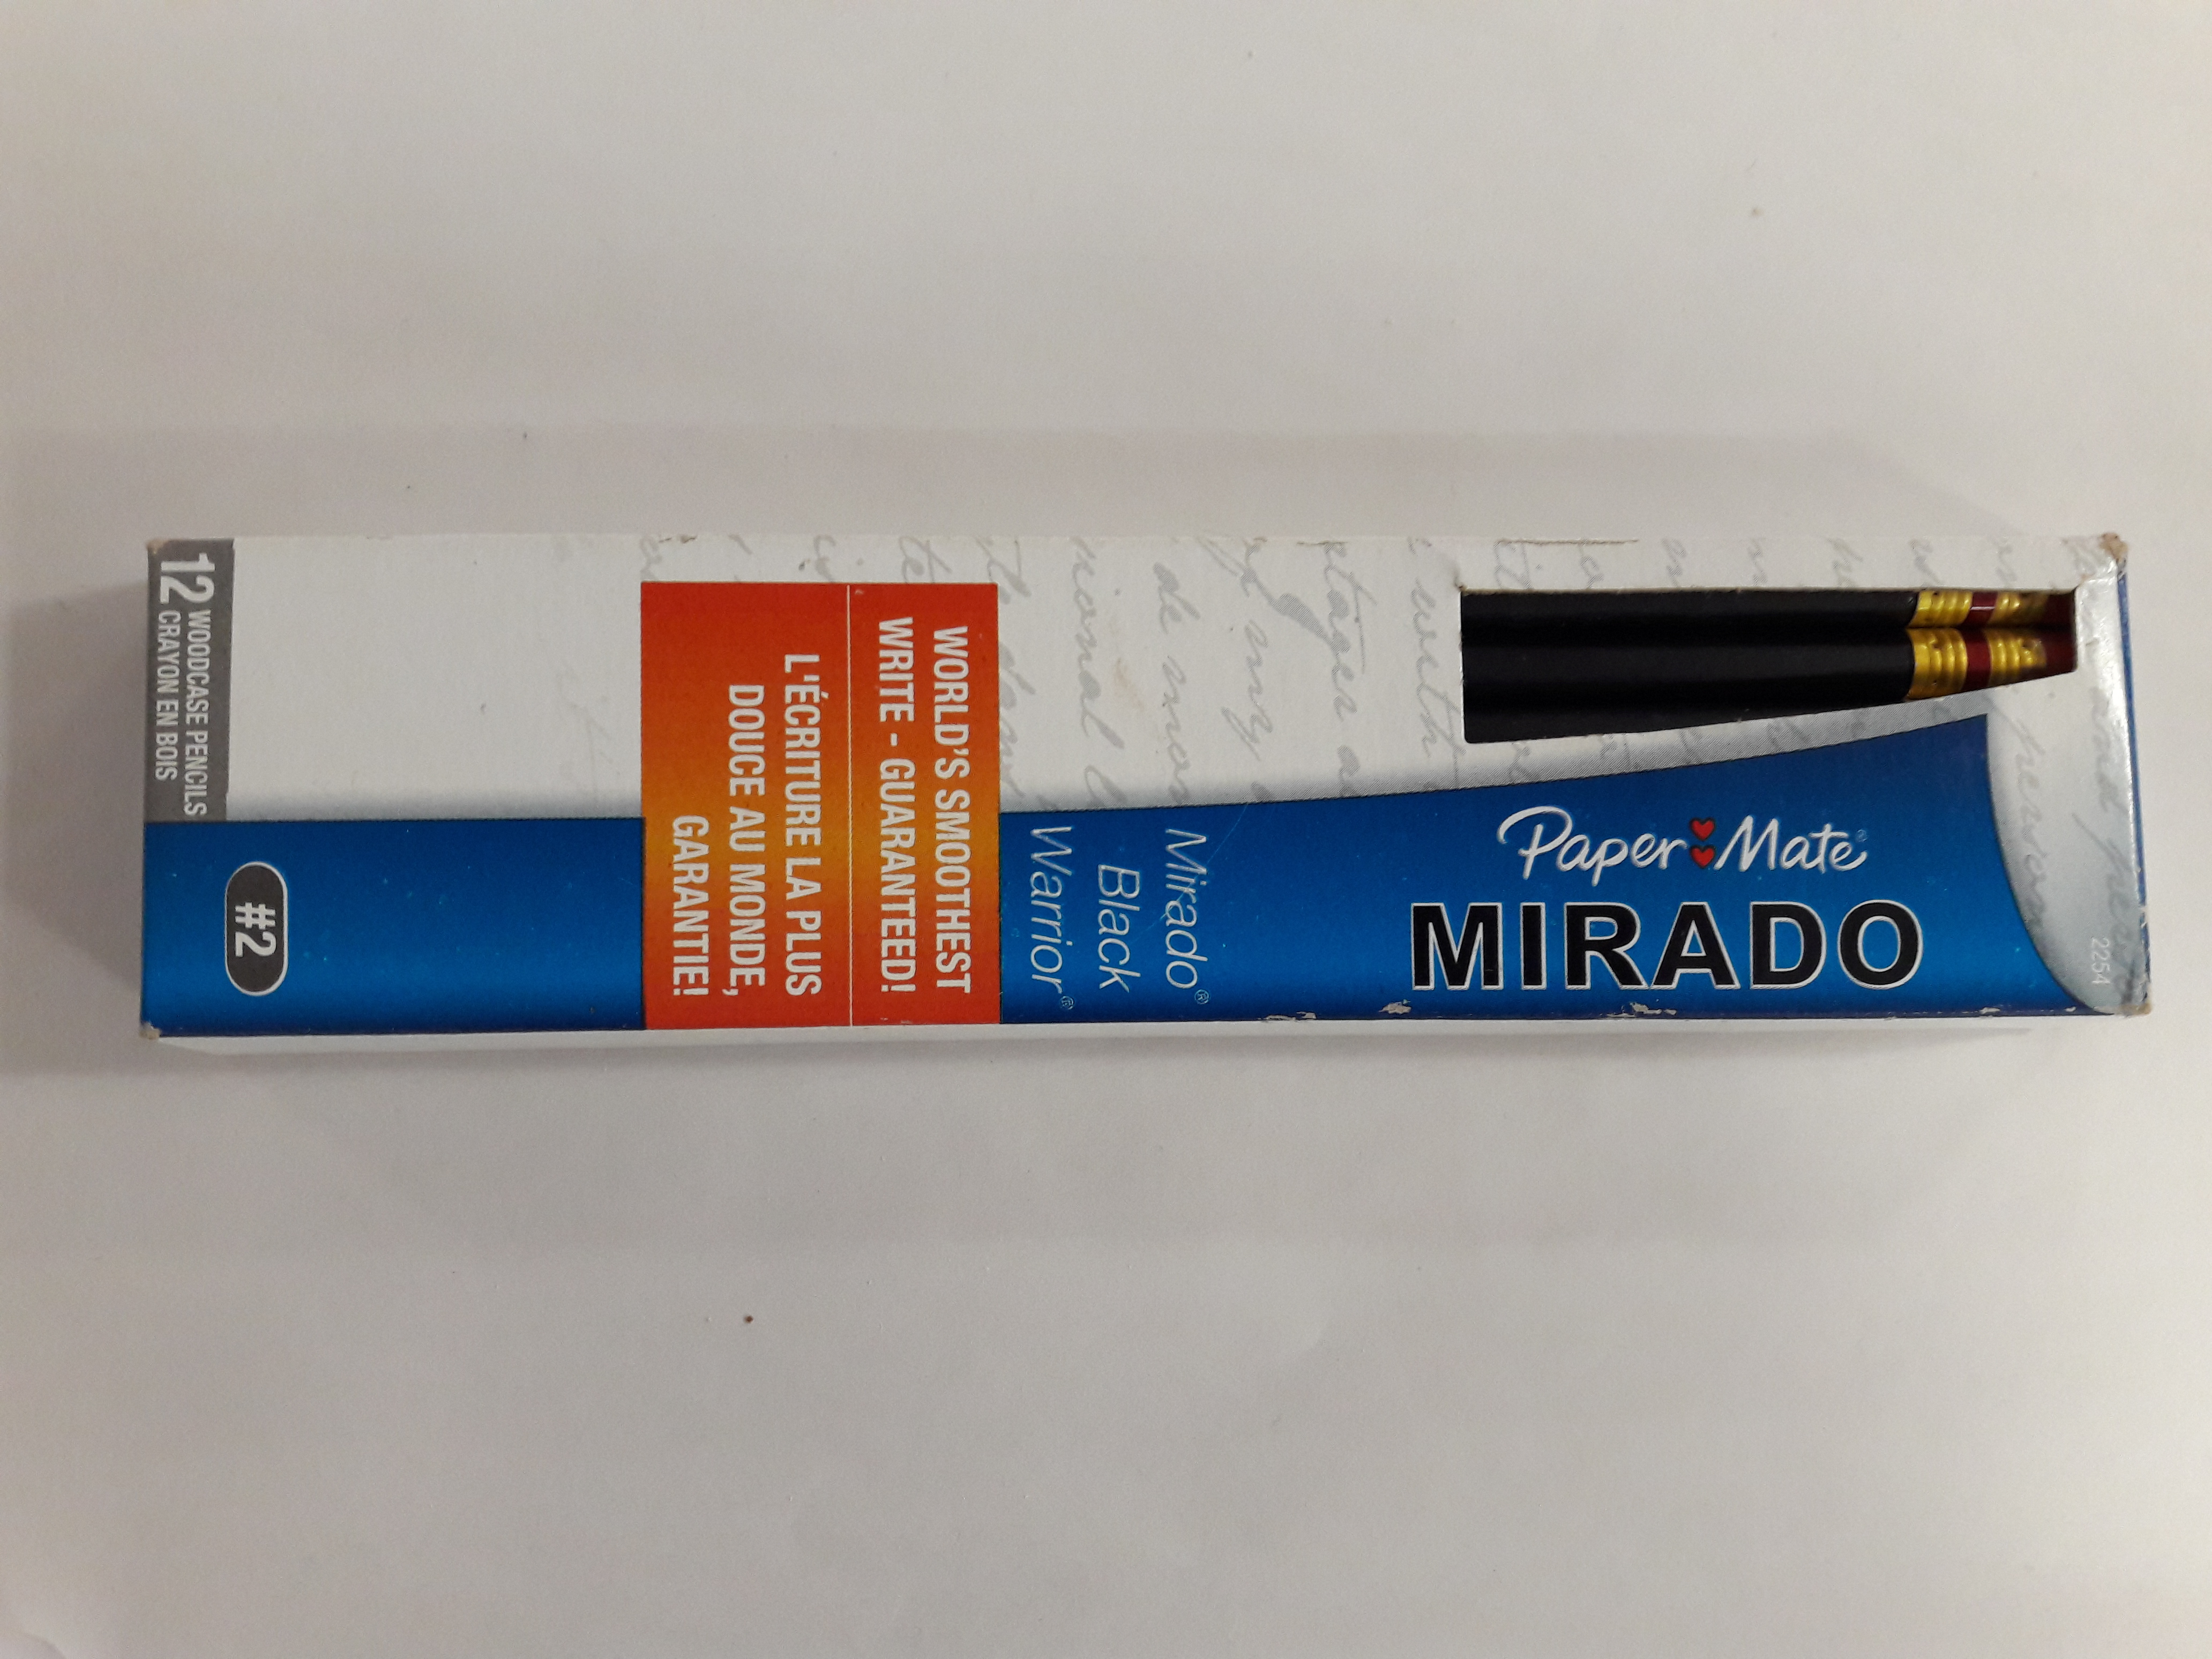 2254
Paper Mate®
MIRADO
Mirado®
Black
Warrior®
WORLD'S SMOOTHEST
WRITE - GUARANTEED!
L'ÉCRITURE LA PLUS
DOUCE AU MONDE,
GARANTIE!
#2
12 WOODCASE PENCILS
CRAYON EN BOIS